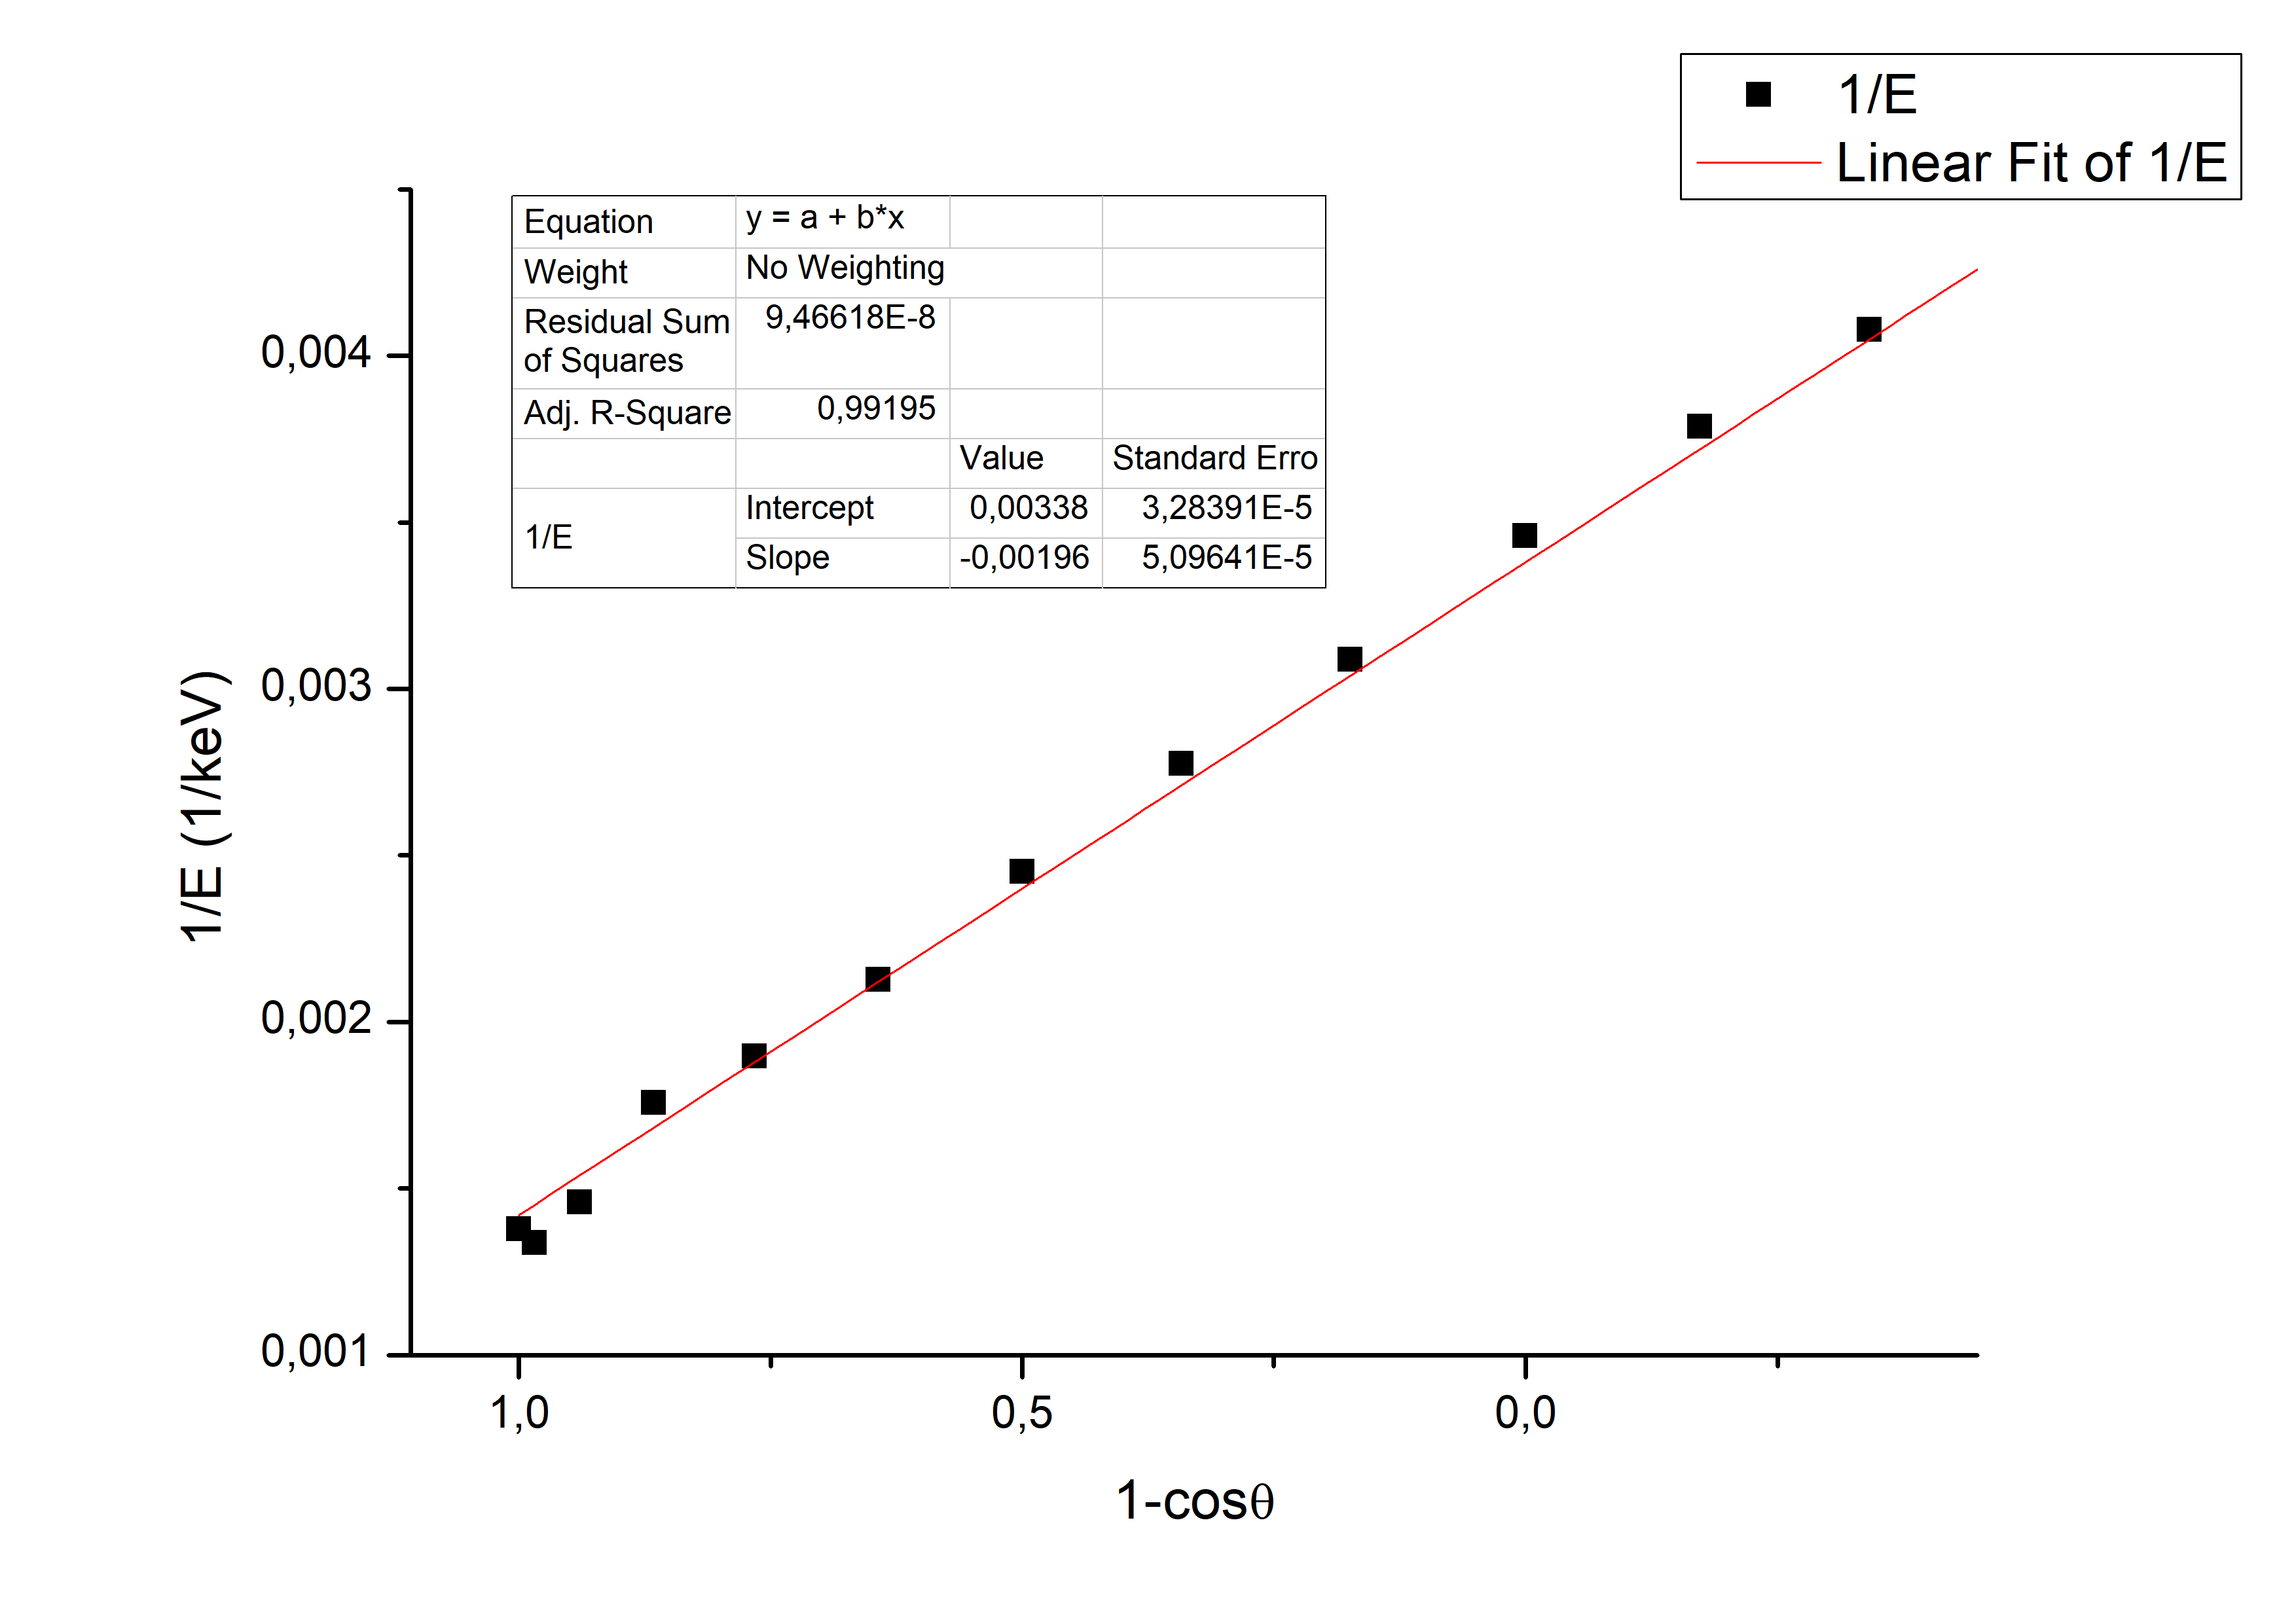 1/E
Linear Fit of 1/E
Equation y = a + b*x
Weight No Weighting
Residual Sum of Squares 9,46618E-8
Adj. R-Square 0,99195
Value Standard Erro
1/E Intercept 0,00338 3,28391E-5
Slope -0,00196 5,09641E-5
0,004
0,003
0,002
0,001
1/E (1/keV)
1,0 0,5 0,0
1-cosθ